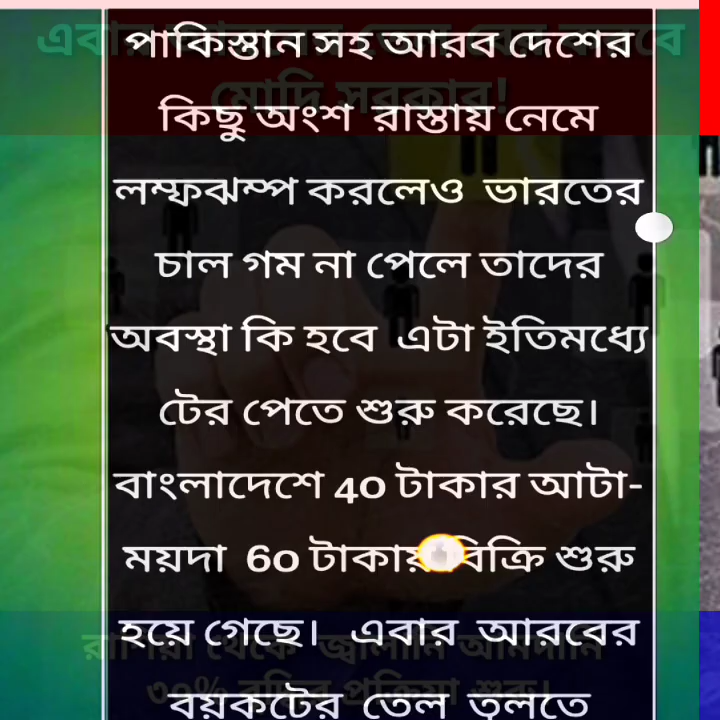 পাকিস্তান সহ আরব দেশের
কিছু অংশ রাস্তায় নেমে
লম্ফঝম্প করলেও ভারতের
চাল গম না পেলে তাদের
অবস্থা কি হবে এটা ইতিমধ্যে
টের পেতে শুরু করেছে।
বাংলাদেশে 40 টাকার আটা-
ময়দা 60 টাকায় বিক্রি শুরু
হয়ে গেছে। এবার আরবের
বয়কটের তেল তুলতে